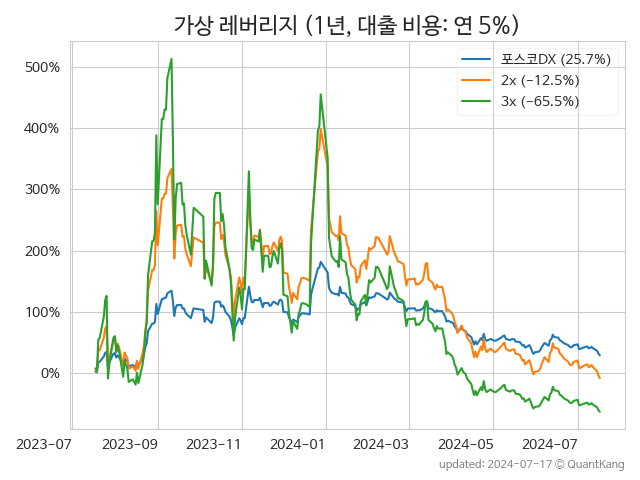 가상 레버리지 (1년, 대출 비용: 연 5%)
포스코DX (25.7%)
2x (−12.5%)
3x (−65.5%)
500%
400%
300%
200%
100%
0%
2023-07 2023-09 2023-11 2024-01 2024-03 2024-05 2024-07
updated: 2024-07-17 © QuantKang